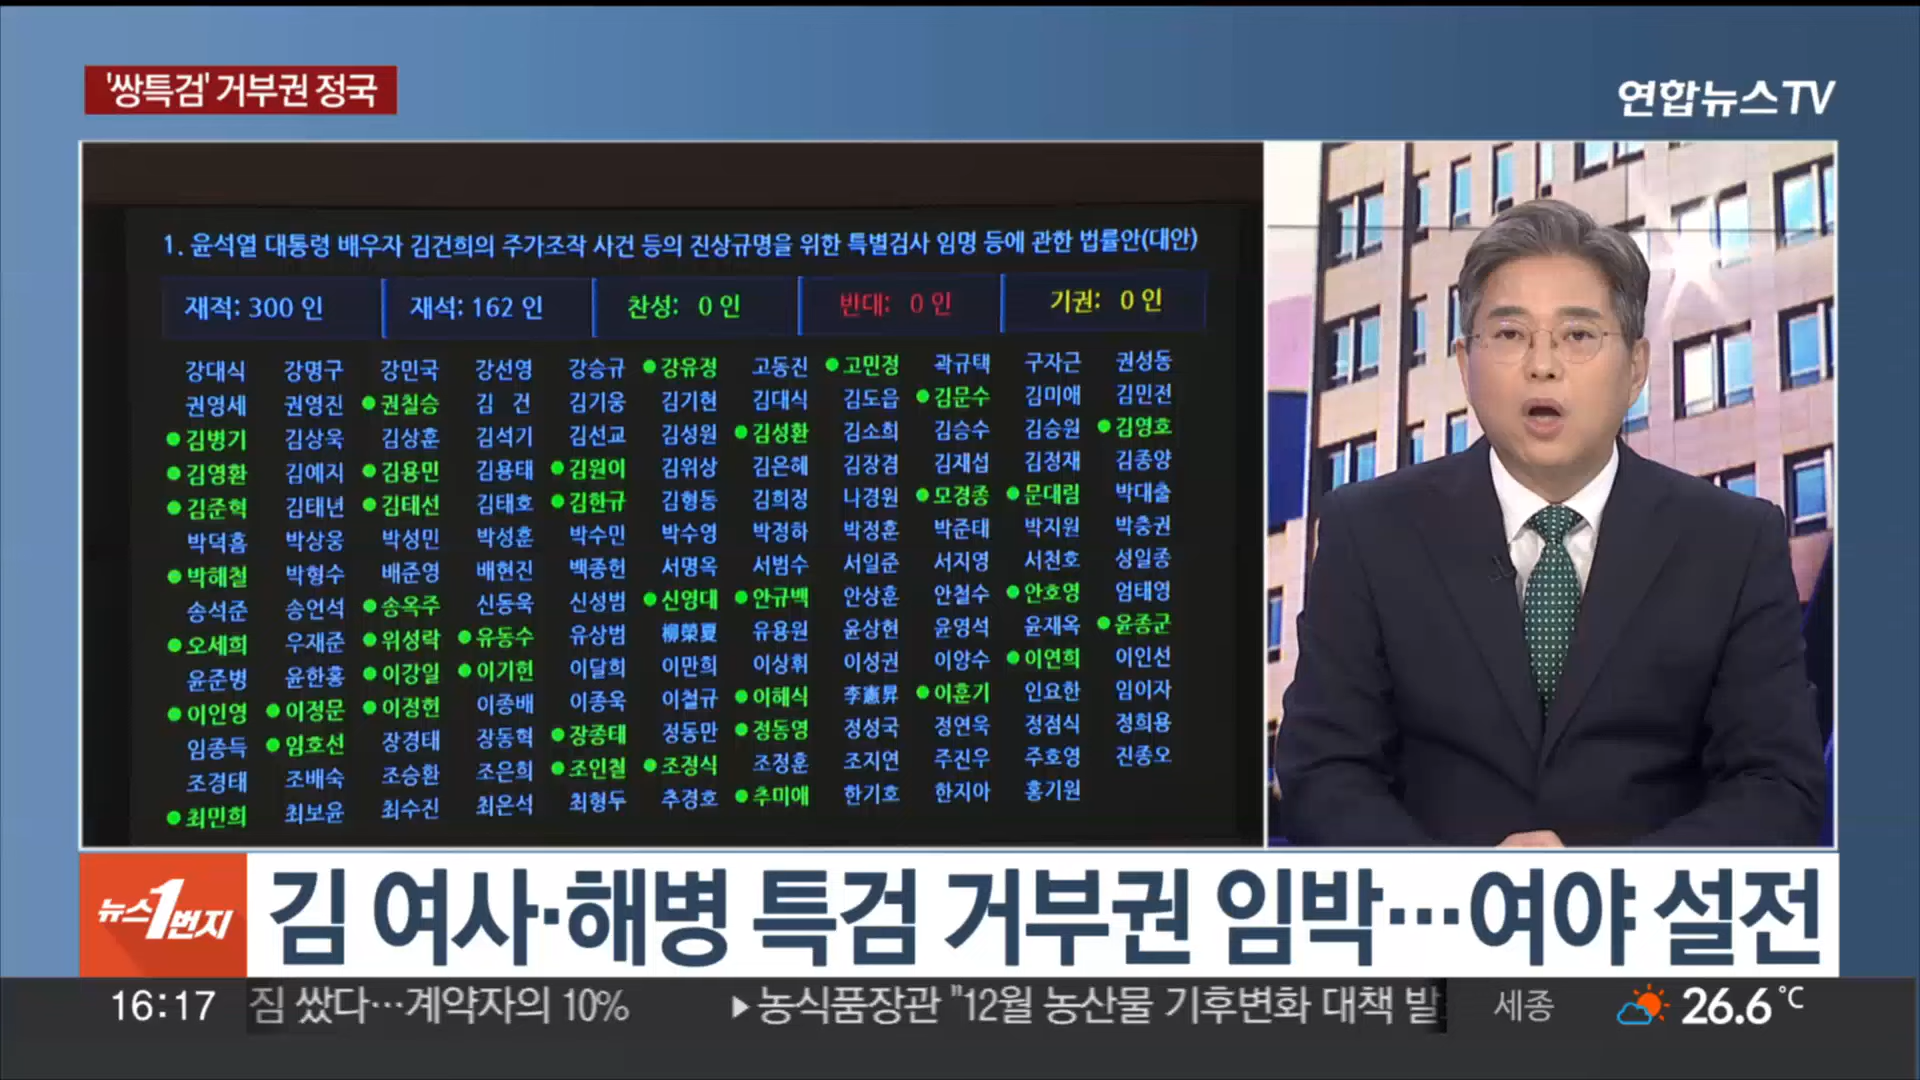 '쌍특검' 거부권 정국
연합뉴스TV
1. 윤석열 대통령 배우자 김건희의 주가조작 사건 등의 진상규명을 위한 특별검사 임명 등에 관한 법률안(대안)
재적: 300 인 재석: 162 인 찬성: 0 인 반대: 0 인 기권: 0 인
강대식 강명구 강민국 강선영 강승규 강유정 고동진 고민정 곽규택 구자근 권성동
권영세 권영진 권칠승 김 건 김기웅 김기현 김대식 김도읍 김문수 김미애 김민전
김병기 김상욱 김상훈 김석기 김선교 김성원 김성환 김소희 김승수 김승원 김영호
김영환 김예지 김용민 김용태 김원이 김위상 김은혜 김장겸 김재섭 김정재 김종양
김준혁 김태년 김태선 김태호 김한규 김형동 김희정 나경원 모경종 문대림 박대출
박덕흠 박상웅 박성민 박성훈 박수민 박수영 박정하 박정훈 박준태 박지원 박충권
박해철 박형수 배준영 배현진 백종헌 서명옥 서범수 서일준 서지영 서천호 성일종
송석준 송언석 송옥주 신동욱 신성범 신영대 안규백 안상훈 안철수 안호영 엄태영
오세희 우재준 위성락 유동수 유상범 柳榮夏 유용원 윤상현 윤영석 윤재옥 윤종군
윤준병 윤한홍 이강일 이기헌 이달희 이만희 이상휘 이성권 이양수 이연희 이인선
이인영 이정문 이정헌 이종배 이종욱 이철규 이해식 李憲昇 이훈기 인요한 임이자
임종득 임호선 장경태 장동혁 장종태 정동만 정동영 정성국 정연욱 정점식 정희용
조경태 조배숙 조승환 조은희 조인철 조정식 조정훈 조지연 주진우 주호영 진종오
최민희 최보윤 최수진 최은석 최형두 추경호 추미애 한기호 한지아 홍기원
뉴스1번지
김 여사·해병 특검 거부권 임박…여야 설전
16:17 짐 쌌다…계약자의 10% ▶농식품장관 "12월 농산물 기후변화 대책 발 세종 26.6℃